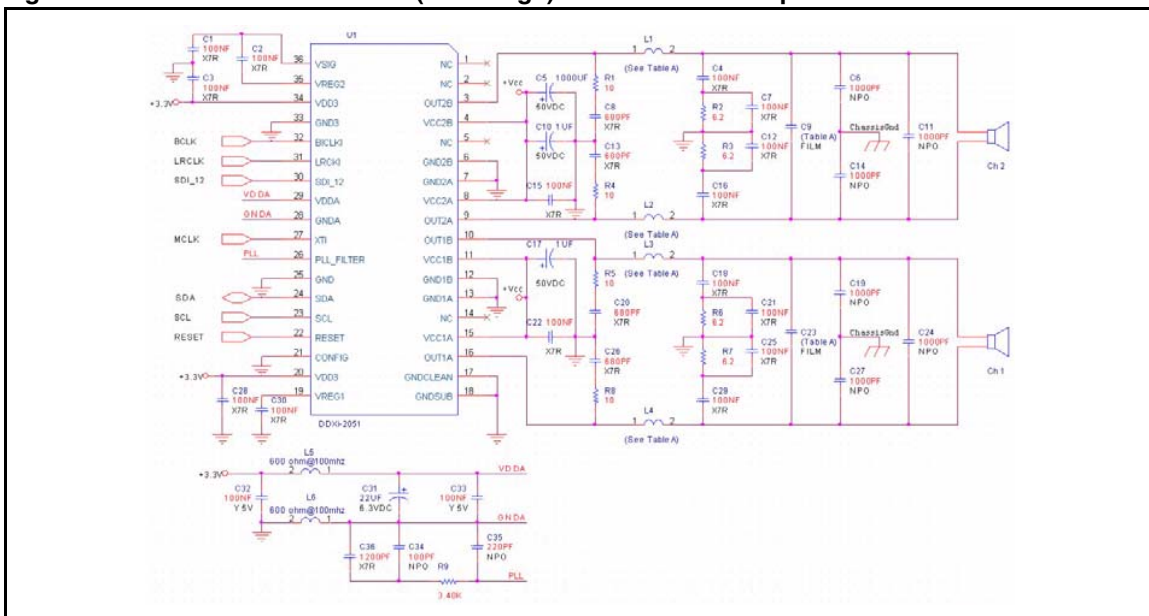 U1
C1
100NF
X7R
C2
100NF
X7R
C3
100NF
X7R
+3.3V
BCLK
LRCLK
SDI_12
VDDA
GNDA
MCLK
PLL
SDA
SCL
RESET
+3.3V
C28
100NF
X7R
C30
100NF
X7R
36 VSIG
35 VREG2
34 VDD3
33 GND3
32 BICLKI
31 LRCKI
30 SDI_12
29 VDDA
28 GNDA
27 XTI
26 PLL_FILTER
25 GND
24 SDA
23 SCL
22 RESET
21 CONFIG
20 VDD3
19 VREG1
NC 1
NC 2
OUT2B 3
VCC2B 4
NC 5
GND2B 6
GND2A 7
VCC2A 8
OUT2A 9
OUT1B 10
VCC1B 11
GND1B 12
GND1A 13
NC 14
VCC1A 15
OUT1A 16
GNDCLEAN 17
GNDSUB 18
DDXi-2051
+Vcc
C5 1000UF
50VDC
C10 1UF
50VDC
C15 100NF
X7R
R1
10
C8
680PF
X7R
C13
680PF
X7R
R4
10
L1
1 2
(See Table A)
C4
100NF
X7R
R2
6.2
C7
100NF
X7R
R3
6.2
C12
100NF
X7R
C16
100NF
X7R
C9
(Table A)
FILM
C6
1000PF
NPO
ChassisGnd
C14
1000PF
NPO
C11
1000PF
NPO
Ch 2
L2
1 2
(See Table A)
L3
1 2
(See Table A)
C17 1UF
50VDC
+Vcc
C22 100NF
X7R
R5
10
C20
680PF
X7R
C26
680PF
X7R
R8
10
C18
100NF
X7R
R6
6.2
C21
100NF
X7R
R7
6.2
C25
100NF
X7R
C29
100NF
X7R
C23
(Table A)
FILM
C19
1000PF
NPO
ChassisGnd
C27
1000PF
NPO
C24
1000PF
NPO
Ch 1
L4
1 2
(See Table A)
L5
600 ohm@100mhz
2 1
+3.3V
VDDA
C32
100NF
Y5V
L6
600 ohm@100mhz
2 1
C31
22UF
6.3VDC
C33
100NF
Y5V
GNDA
C36
1200PF
X7R
C34
100PF
NPO
C35
220PF
NPO
R9
3.40K
PLL